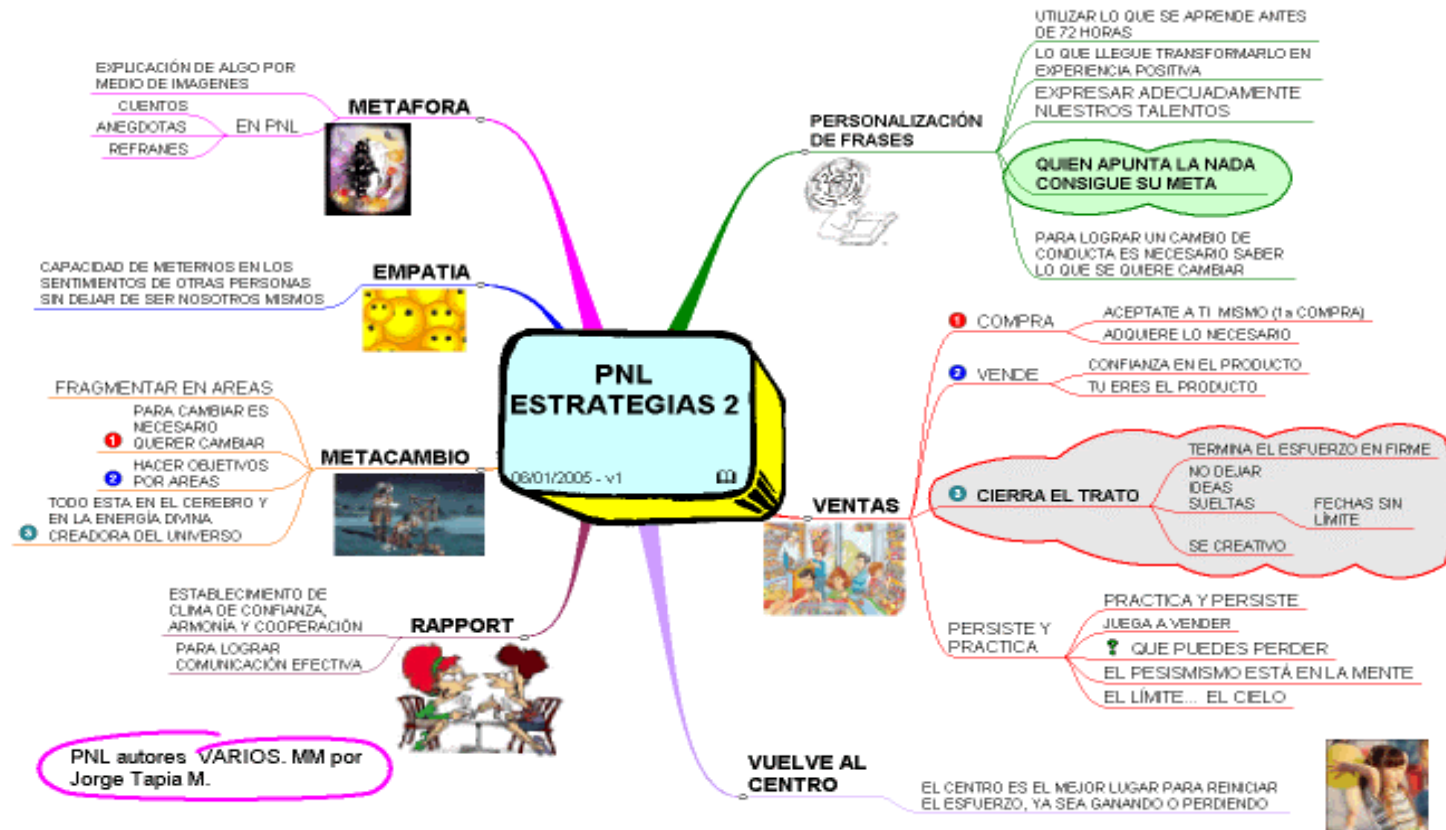 PNL
ESTRATEGIAS 2
06/01/2005 - v1
PERSONALIZACIÓN
DE FRASES
UTILIZAR LO QUE SE APRENDE ANTES
DE 72 HORAS
LO QUE LLEGUE TRANSFORMARLO EN
EXPERIENCIA POSITIVA
EXPRESAR ADECUADAMENTE
NUESTROS TALENTOS
QUIEN APUNTA LA NADA
CONSIGUE SU META
PARA LOGRAR UN CAMBIO DE
CONDUCTA ES NECESARIO SABER
LO QUE SE QUIERE CAMBIAR
VENTAS
1 COMPRA
ACEPTATE A TI MISMO (1a COMPRA)
ADQUIERE LO NECESARIO
2 VENDE
CONFIANZA EN EL PRODUCTO
TU ERES EL PRODUCTO
3 CIERRA EL TRATO
TERMINA EL ESFUERZO EN FIRME
NO DEJAR
IDEAS
SUELTAS
FECHAS SIN
LÍMITE
SE CREATIVO
PERSISTE Y
PRACTICA
PRACTICA Y PERSISTE
JUEGA A VENDER
? QUE PUEDES PERDER
EL PESISMISMO ESTÁ EN LA MENTE
EL LÍMITE... EL CIELO
VUELVE AL
CENTRO
EL CENTRO ES EL MEJOR LUGAR PARA REINICIAR
EL ESFUERZO, YA SEA GANANDO O PERDIENDO
RAPPORT
ESTABLECIMIENTO DE
CLIMA DE CONFIANZA,
ARMONÍA Y COOPERACIÓN
PARA LOGRAR
COMUNICACIÓN EFECTIVA
METACAMBIO
FRAGMENTAR EN AREAS
PARA CAMBIAR ES
NECESARIO
1 QUERER CAMBIAR
2 HACER OBJETIVOS
POR AREAS
TODO ESTA EN EL CEREBRO Y
EN LA ENERGÍA DIVINA
3 CREADORA DEL UNIVERSO
EMPATIA
CAPACIDAD DE METERNOS EN LOS
SENTIMIENTOS DE OTRAS PERSONAS
SIN DEJAR DE SER NOSOTROS MISMOS
METAFORA
EXPLICACIÓN DE ALGO POR
MEDIO DE IMAGENES
EN PNL
CUENTOS
ANEGDOTAS
REFRANES
PNL autores VARIOS. MM por
Jorge Tapia M.